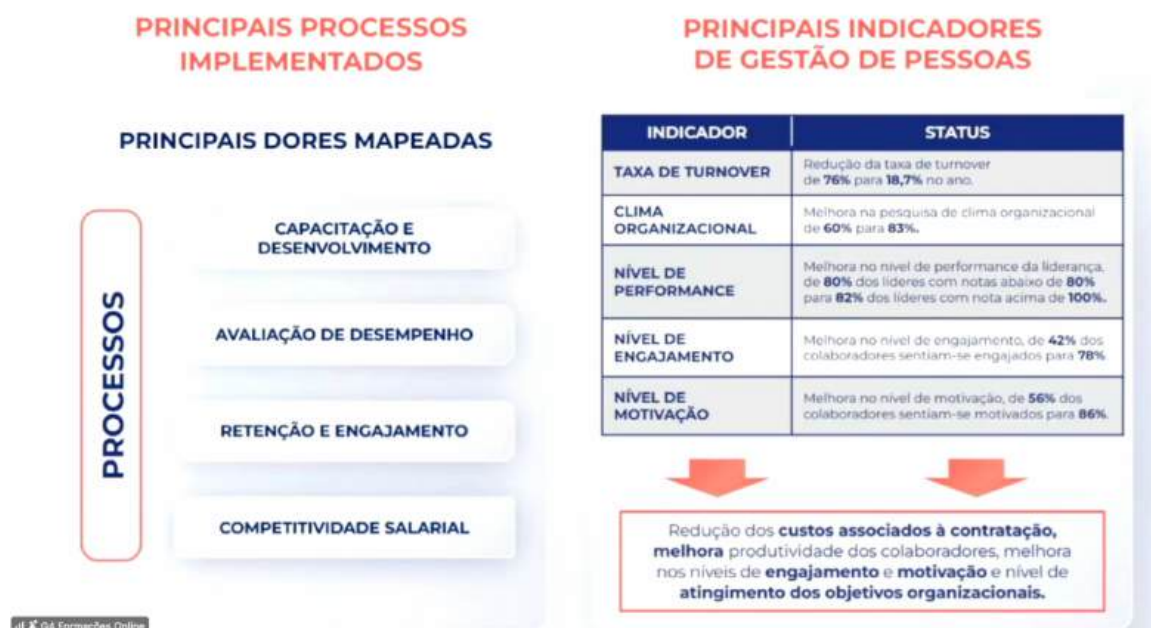 PRINCIPAIS PROCESSOS
IMPLEMENTADOS
PRINCIPAIS DORES MAPEADAS
PROCESSOS
CAPACITAÇÃO E
DESENVOLVIMENTO
AVALIAÇÃO DE DESEMPENHO
RETENÇÃO E ENGAJAMENTO
COMPETITIVIDADE SALARIAL
PRINCIPAIS INDICADORES
DE GESTÃO DE PESSOAS
INDICADOR STATUS
TAXA DE TURNOVER
Redução da taxa de turnover
de 76% para 18,7% no ano.
CLIMA
ORGANIZACIONAL
Melhora na pesquisa de clima organizacional
de 60% para 83%.
NÍVEL DE
PERFORMANCE
Melhora no nível de performance da liderança,
de 80% dos líderes com notas abaixo de 80%
para 82% dos líderes com nota acima de 100%.
NÍVEL DE
ENGAJAMENTO
Melhora no nível de engajamento, de 42% dos
colaboradores sentiam-se engajados para 78%
NÍVEL DE
MOTIVAÇÃO
Melhora no nível de motivação, de 56% dos
colaboradores sentiam-se motivados para 86%.
Redução dos custos associados à contratação,
melhora produtividade dos colaboradores, melhora
nos níveis de engajamento e motivação e nível de
atingimento dos objetivos organizacionais.
G4 Formações Online